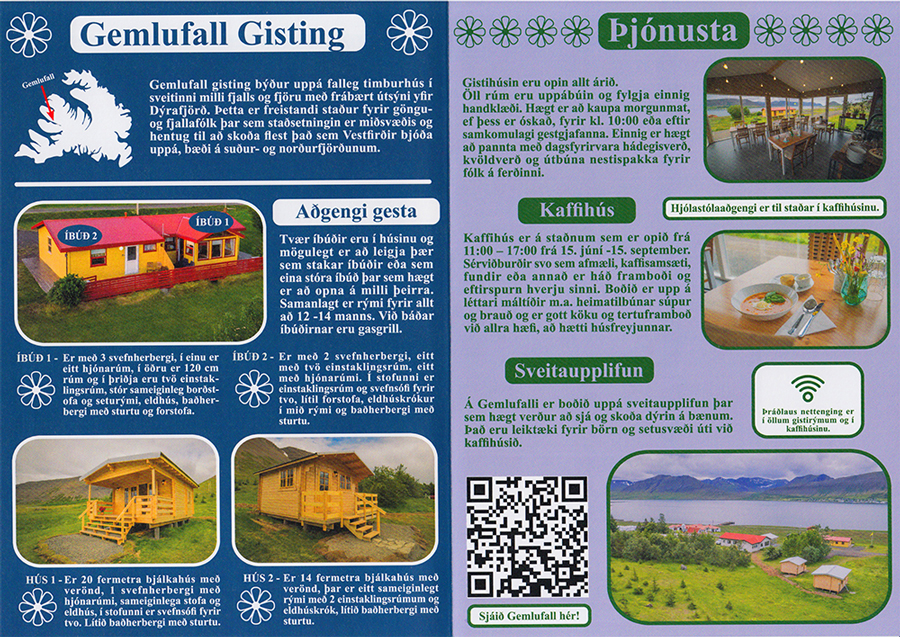 Gemlufall Gisting
Gemlufall
Gemlufall gisting býður uppá falleg timburhús í
sveitinni milli fjalls og fjöru með frábært útsýni yfir
Dýrafjörð. Þetta er freistandi staður fyrir göngu-
og fjallafólk þar sem staðsetningin er miðsvæðis og
hentug til að skoða flest það sem Vestfirðir bjóða
uppá, bæði á suður- og norðurfjörðunum.
ÍBÚÐ 2
ÍBÚÐ 1
Aðgengi gesta
Tvær íbúðir eru í húsinu og
mögulegt er að leigja þær
sem stakar íbúðir eða sem
eina stóra íbúð þar sem hægt
er að opna á milli þeirra.
Samanlagt er rými fyrir allt
að 12 -14 manns. Við báðar
íbúðirnar eru gasgrill.
ÍBÚÐ 1 - Er með 3 svefnherbergi, í einu er
eitt hjónarúm, í öðru er 120 cm
rúm og í þriðja eru tvö einstak-
lingsrúm, stór sameiginleg borðst-
ofa og seturými, eldhús, baðher-
bergi með sturtu og forstofa.
ÍBÚÐ 2 - Er með 2 svefnherbergi, eitt
með tvö einstaklingsrúm, eitt
með hjónarúmi. Í stofunni er
einstaklingsrúm og svefnsófi fyrir
tvo, lítil forstofa, eldhúskrókur
í mið rými og baðherbergi með
sturtu.
HÚS 1 - Er 20 fermetra bjálkahús með
verönd, 1 svefnherbergi með
hjónarúmi, sameiginlega stofa og
eldhús, í stofunni er svefnsófi fyrir
tvo. Lítið baðherbergi með sturtu.
HÚS 2 - Er 14 fermetra bjálkahús með
verönd, þar er eitt sameiginlegt
rými með 2 einstaklingsrúmum og
eldhúskrók, lítið baðherbergi með
sturtu.
Þjónusta
Gistihúsin eru opin allt árið.
Öll rúm eru uppábúin og fylgja einnig
handklæði. Hægt er að kaupa morgunmat,
ef þess er óskað, fyrir kl. 10:00 eða eftir
samkomulagi gestgjafanna. Einnig er hægt
að pannta með dagsfyrirvara hádegisverð,
kvöldverð og útbúna nestispakka fyrir
fólk á ferðinni.
Kaffihús
Hjólastólaaðgengi er til staðar í kaffihúsinu.
Kaffihús er á staðnum sem er opið frá
11:00 – 17:00 frá 15. júní -15. september.
Sérviðburðir svo sem afmæli, kaffisamsæti,
fundir eða annað er háð framboði og
eftirspurn hverju sinni. Boðið er upp á
léttari máltíðir m.a. heimatilbúnar súpur
og brauð og er gott köku og tertuframboð
við allra hæfi, að hætti húsfreyjunnar.
Sveitaupplifun
Á Gemlufalli er boðið uppá sveitaupplifun þar
sem hægt verður að sjá og skoða dýrin á bænum.
Það eru leiktæki fyrir börn og setusvæði úti við
kaffihúsið.
Þráðlaus nettenging er
í öllum gistirýmum og í
kaffihúsinu.
Sjáið Gemlufall hér!